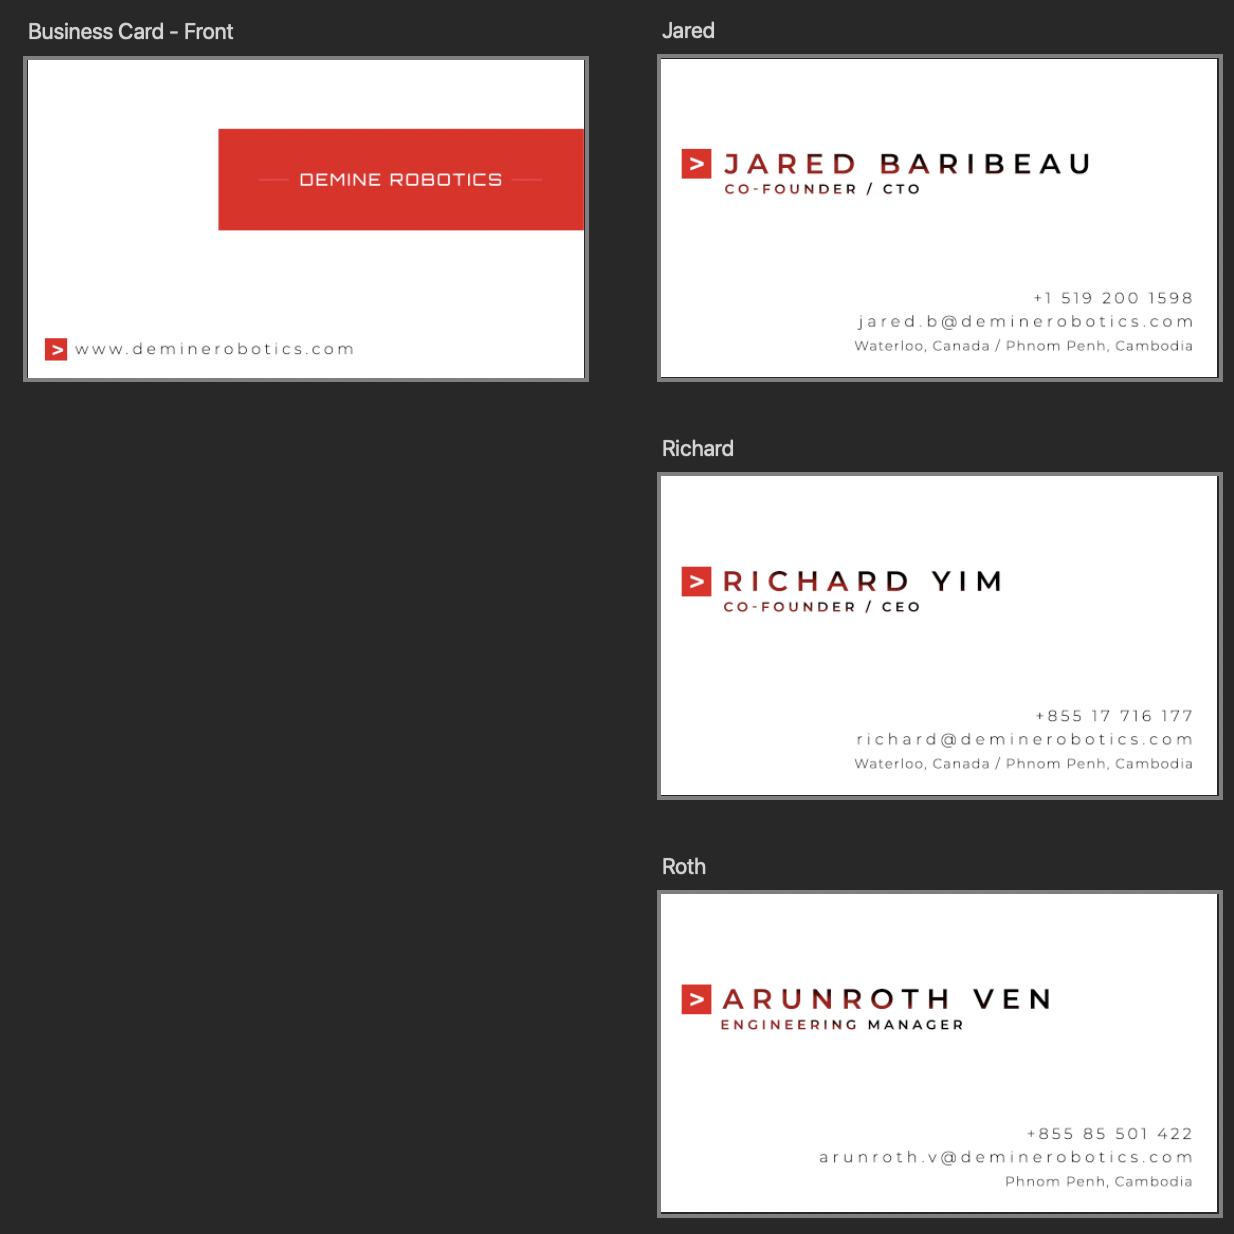 Business Card - Front
DEMINE ROBOTICS
> www.deminerobotics.com
Jared
> JARED BARIBEAU
CO-FOUNDER / CTO
+1 519 200 1598
jared.b@deminerobotics.com
Waterloo, Canada / Phnom Penh, Cambodia
Richard
> RICHARD YIM
CO-FOUNDER / CEO
+855 17 716 177
richard@deminerobotics.com
Waterloo, Canada / Phnom Penh, Cambodia
Roth
> ARUNROTH VEN
ENGINEERING MANAGER
+855 85 501 422
arunroth.v@deminerobotics.com
Phnom Penh, Cambodia